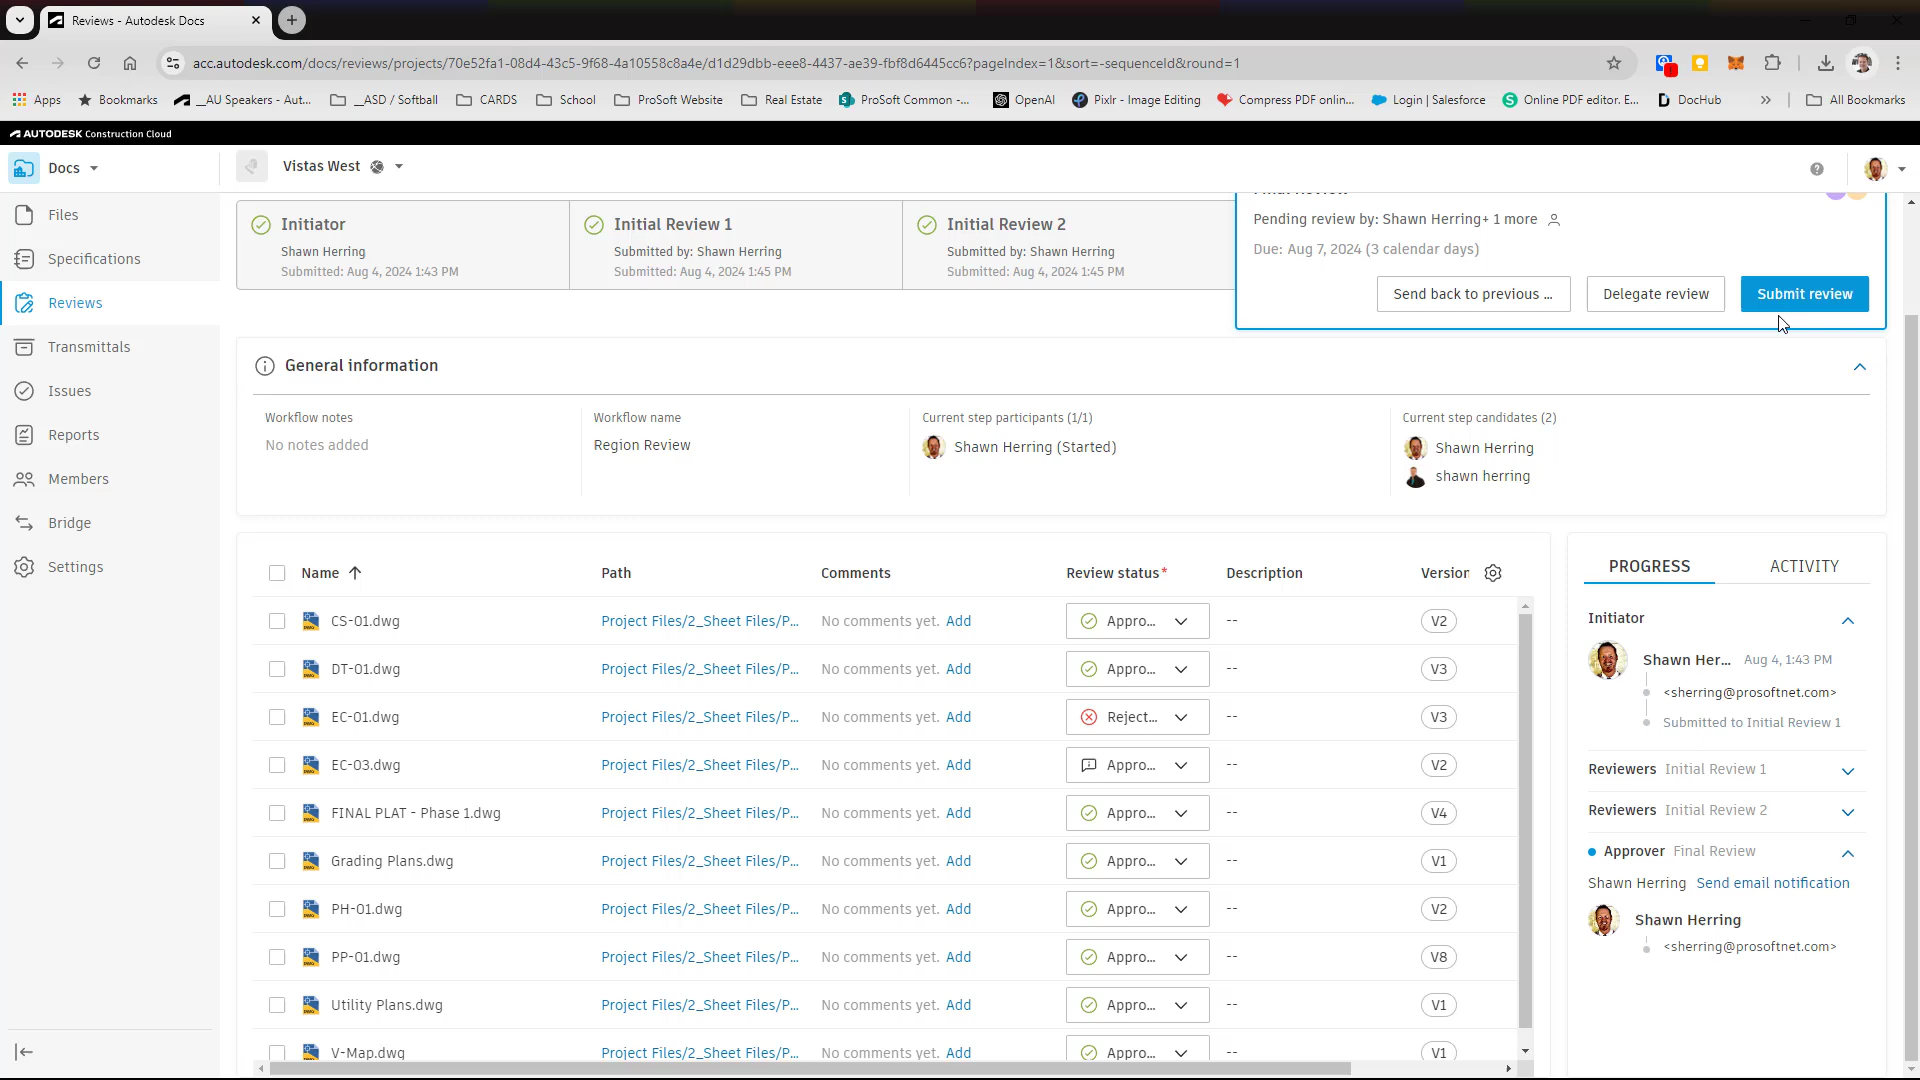 Reviews - Autodesk Docs
acc.autodesk.com/docs/reviews/projects/70e52fa1-08d4-43c5-9f68-4a10558c8a4e/d1d29dbb-eee8-4437-ae39-fbf8d6445cc6?pageIndex=1&sort=-sequenceId&round=1
Apps Bookmarks __AU Speakers - Aut... __ASD / Softball CARDS School ProSoft Website Real Estate ProSoft Common -... OpenAI Pixlr - Image Editing Compress PDF onlin... Login | Salesforce Online PDF editor. E... DocHub All Bookmarks
AUTODESK Construction Cloud
Docs
Vistas West
Files
Specifications
Reviews
Transmittals
Issues
Reports
Members
Bridge
Settings
Initiator
Shawn Herring
Submitted: Aug 4, 2024 1:43 PM
Initial Review 1
Submitted by: Shawn Herring
Submitted: Aug 4, 2024 1:45 PM
Initial Review 2
Submitted by: Shawn Herring
Submitted: Aug 4, 2024 1:45 PM
Final Review
Pending review by: Shawn Herring+ 1 more
Due: Aug 7, 2024 (3 calendar days)
Send back to previous ... Delegate review Submit review
General information
Workflow notes
No notes added
Workflow name
Region Review
Current step participants (1/1)
Shawn Herring (Started)
Current step candidates (2)
Shawn Herring
shawn herring
Name Path Comments Review status* Description Version
CS-01.dwg Project Files/2_Sheet Files/P... No comments yet. Add Appro... -- V2
DT-01.dwg Project Files/2_Sheet Files/P... No comments yet. Add Appro... -- V3
EC-01.dwg Project Files/2_Sheet Files/P... No comments yet. Add Reject... -- V3
EC-03.dwg Project Files/2_Sheet Files/P... No comments yet. Add Appro... -- V2
FINAL PLAT - Phase 1.dwg Project Files/2_Sheet Files/P... No comments yet. Add Appro... -- V4
Grading Plans.dwg Project Files/2_Sheet Files/P... No comments yet. Add Appro... -- V1
PH-01.dwg Project Files/2_Sheet Files/P... No comments yet. Add Appro... -- V2
PP-01.dwg Project Files/2_Sheet Files/P... No comments yet. Add Appro... -- V8
Utility Plans.dwg Project Files/2_Sheet Files/P... No comments yet. Add Appro... -- V1
V-Map.dwg Project Files/2_Sheet Files/P... No comments yet. Add Appro... -- V1
PROGRESS ACTIVITY
Initiator
Shawn Her... Aug 4, 1:43 PM
<sherring@prosoftnet.com>
Submitted to Initial Review 1
Reviewers Initial Review 1
Reviewers Initial Review 2
Approver Final Review
Shawn Herring Send email notification
Shawn Herring
<sherring@prosoftnet.com>